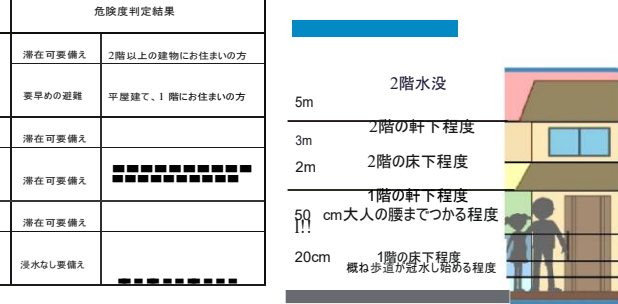 危険度判定結果
滞在可要備え 2階以上の建物にお住まいの方
要早めの避難 平屋建て、1 階にお住まいの方
滞在可要備え
滞在可要備え
滞在可要備え
浸水なし要備え
2階水没
5m
2階の軒下程度
3m
2m 2階の床下程度
1階の軒下程度
50 cm大人の腰までつかる程度
I!!
20cm 1階の床下程度
概ね歩道が冠水し始める程度